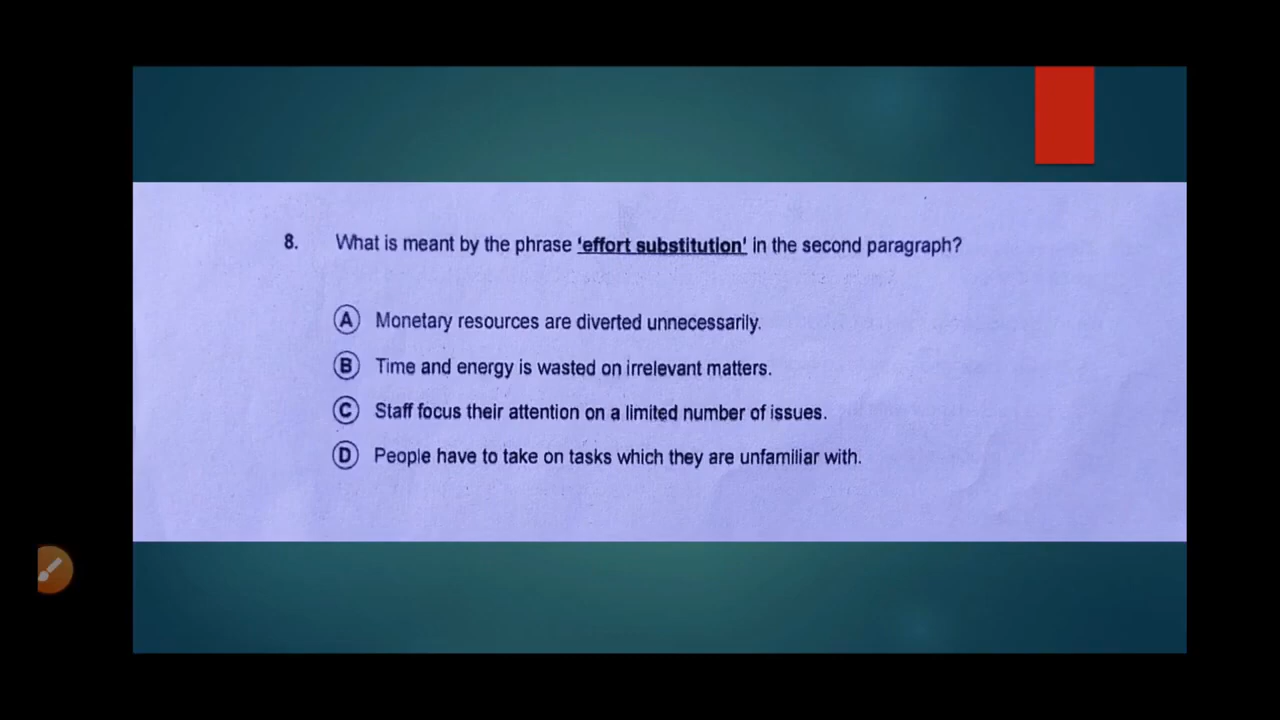 8. What is meant by the phrase 'effort substitution' in the second paragraph?
A Monetary resources are diverted unnecessarily.
B Time and energy is wasted on irrelevant matters.
C Staff focus their attention on a limited number of issues.
D People have to take on tasks which they are unfamiliar with.